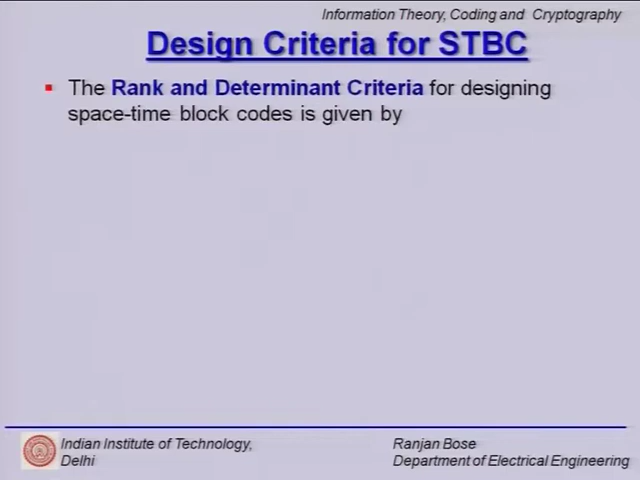 Information Theory, Coding and Cryptography
Design Criteria for STBC
The Rank and Determinant Criteria for designing
space-time block codes is given by
Indian Institute of Technology,
Delhi
Ranjan Bose
Department of Electrical Engineering